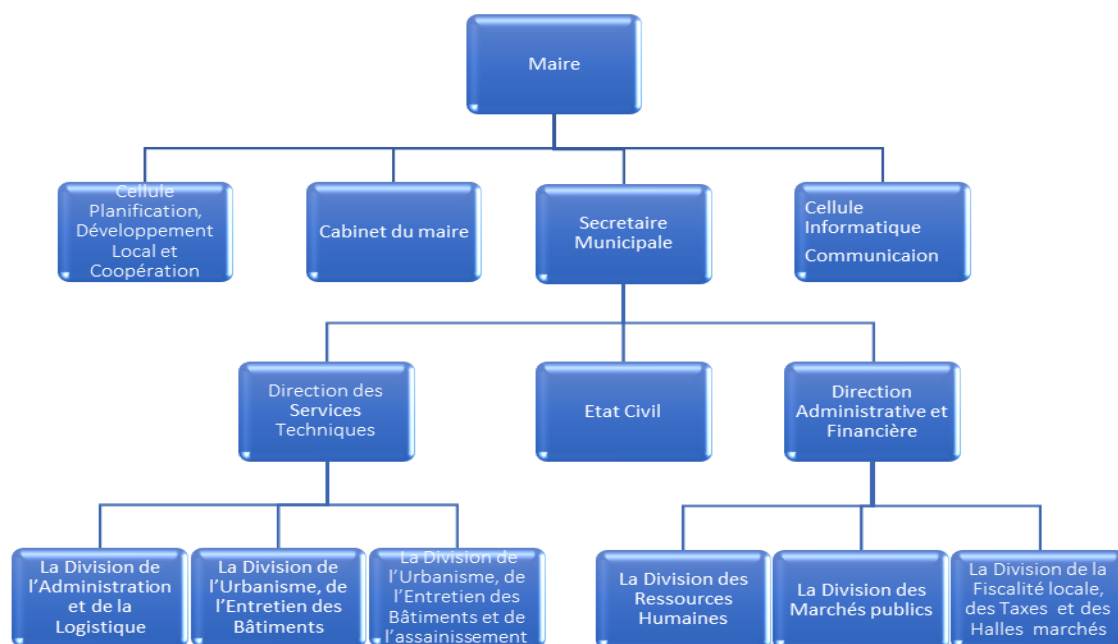 Maire
Cellule
Planification,
Développement
Local et
Coopération
Cabinet du maire
Secretaire
Municipale
Cellule
Informatique
Communicaion
Direction des
Services
Techniques
Etat Civil
Direction
Administrative et
Financière
La Division de
l’Administration
et de la
Logistique
La Division de
l’Urbanisme, de
l’Entretien des
Bâtiments
La Division de
l’Urbanisme, de
l’Entretien des
Bâtiments et de
l’assainissement
La Division des
Ressources
Humaines
La Division des
Marchés publics
La Division de la
Fiscalité locale,
des Taxes et des
Halles marchés